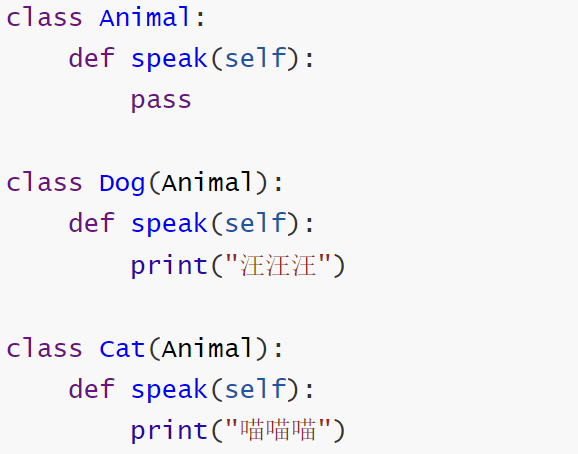 class Animal:
    def speak(self):
        pass

class Dog(Animal):
    def speak(self):
        print("汪汪汪")

class Cat(Animal):
    def speak(self):
        print("喵喵喵")